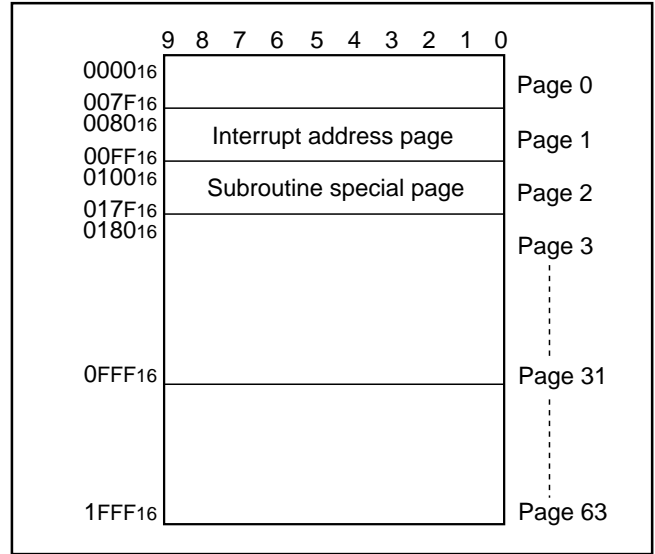 9 8 7 6 5 4 3 2 1 0
000016
Page 0
007F16
008016
Interrupt address page
Page 1
00FF16
010016
Subroutine special page
Page 2
017F16
018016
Page 3
0FFF16
Page 31
1FFF16
Page 63